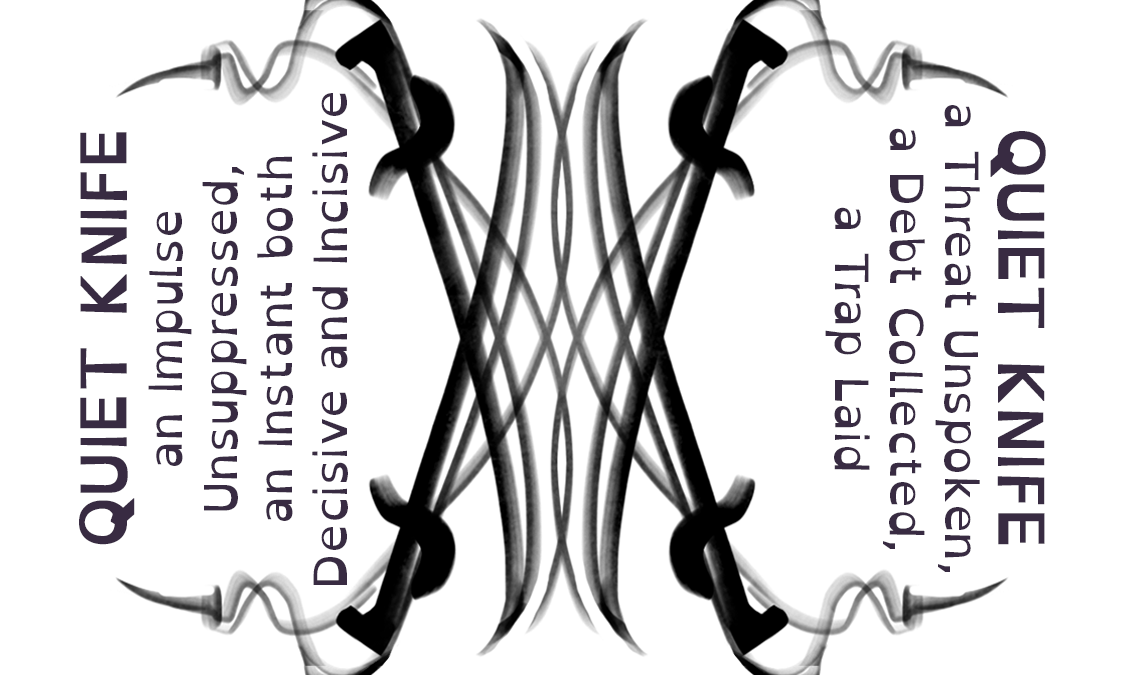 QUIET KNIFE
an Impulse
Unsuppressed,
an Instant both
Decisive and Incisive
QUIET KNIFE
a Threat Unspoken,
a Debt Collected,
a Trap Laid